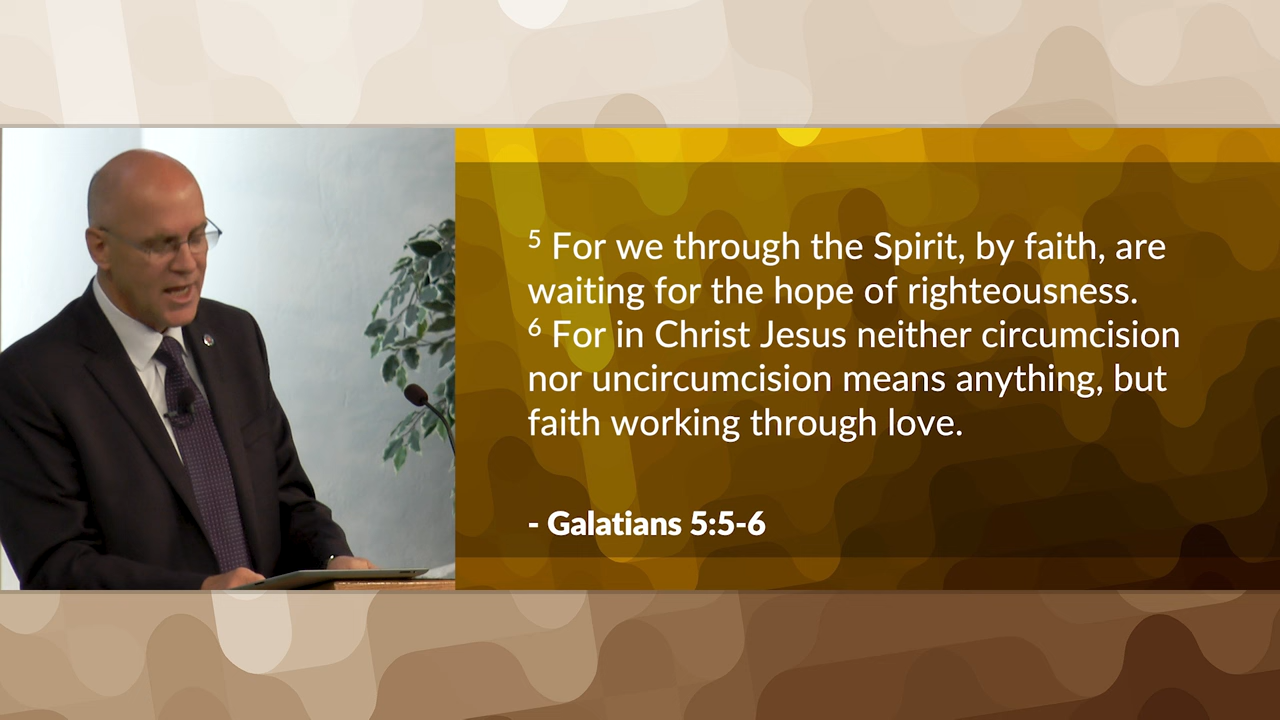 ⁵ For we through the Spirit, by faith, are
waiting for the hope of righteousness.
⁶ For in Christ Jesus neither circumcision
nor uncircumcision means anything, but
faith working through love.
- Galatians 5:5-6